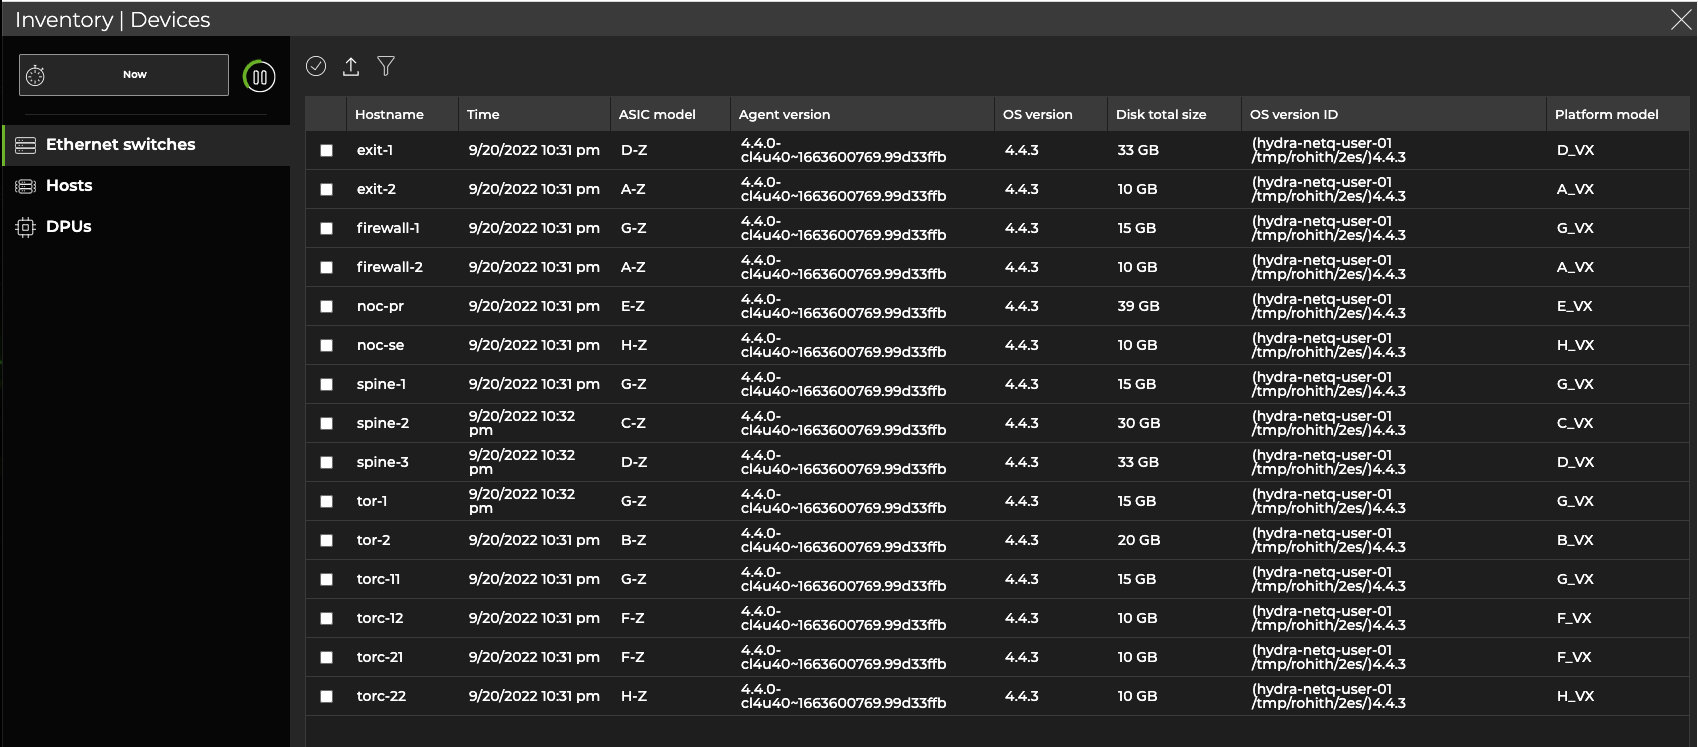 Inventory | Devices
Now
Ethernet switches
Hosts
DPUs
Hostname Time ASIC model Agent version OS version Disk total size OS version ID Platform model
exit-1 9/20/2022 10:31 pm D-Z 4.4.0-cl4u40~1663600769.99d33ffb 4.4.3 33 GB (hydra-netq-user-01 /tmp/rohith/2es/)4.4.3 D_VX
exit-2 9/20/2022 10:31 pm A-Z 4.4.0-cl4u40~1663600769.99d33ffb 4.4.3 10 GB (hydra-netq-user-01 /tmp/rohith/2es/)4.4.3 A_VX
firewall-1 9/20/2022 10:31 pm G-Z 4.4.0-cl4u40~1663600769.99d33ffb 4.4.3 15 GB (hydra-netq-user-01 /tmp/rohith/2es/)4.4.3 G_VX
firewall-2 9/20/2022 10:31 pm A-Z 4.4.0-cl4u40~1663600769.99d33ffb 4.4.3 10 GB (hydra-netq-user-01 /tmp/rohith/2es/)4.4.3 A_VX
noc-pr 9/20/2022 10:31 pm E-Z 4.4.0-cl4u40~1663600769.99d33ffb 4.4.3 39 GB (hydra-netq-user-01 /tmp/rohith/2es/)4.4.3 E_VX
noc-se 9/20/2022 10:31 pm H-Z 4.4.0-cl4u40~1663600769.99d33ffb 4.4.3 10 GB (hydra-netq-user-01 /tmp/rohith/2es/)4.4.3 H_VX
spine-1 9/20/2022 10:31 pm G-Z 4.4.0-cl4u40~1663600769.99d33ffb 4.4.3 15 GB (hydra-netq-user-01 /tmp/rohith/2es/)4.4.3 G_VX
spine-2 9/20/2022 10:32 pm C-Z 4.4.0-cl4u40~1663600769.99d33ffb 4.4.3 30 GB (hydra-netq-user-01 /tmp/rohith/2es/)4.4.3 C_VX
spine-3 9/20/2022 10:32 pm D-Z 4.4.0-cl4u40~1663600769.99d33ffb 4.4.3 33 GB (hydra-netq-user-01 /tmp/rohith/2es/)4.4.3 D_VX
tor-1 9/20/2022 10:32 pm G-Z 4.4.0-cl4u40~1663600769.99d33ffb 4.4.3 15 GB (hydra-netq-user-01 /tmp/rohith/2es/)4.4.3 G_VX
tor-2 9/20/2022 10:31 pm B-Z 4.4.0-cl4u40~1663600769.99d33ffb 4.4.3 20 GB (hydra-netq-user-01 /tmp/rohith/2es/)4.4.3 B_VX
torc-11 9/20/2022 10:31 pm G-Z 4.4.0-cl4u40~1663600769.99d33ffb 4.4.3 15 GB (hydra-netq-user-01 /tmp/rohith/2es/)4.4.3 G_VX
torc-12 9/20/2022 10:31 pm F-Z 4.4.0-cl4u40~1663600769.99d33ffb 4.4.3 10 GB (hydra-netq-user-01 /tmp/rohith/2es/)4.4.3 F_VX
torc-21 9/20/2022 10:31 pm F-Z 4.4.0-cl4u40~1663600769.99d33ffb 4.4.3 10 GB (hydra-netq-user-01 /tmp/rohith/2es/)4.4.3 F_VX
torc-22 9/20/2022 10:31 pm H-Z 4.4.0-cl4u40~1663600769.99d33ffb 4.4.3 10 GB (hydra-netq-user-01 /tmp/rohith/2es/)4.4.3 H_VX